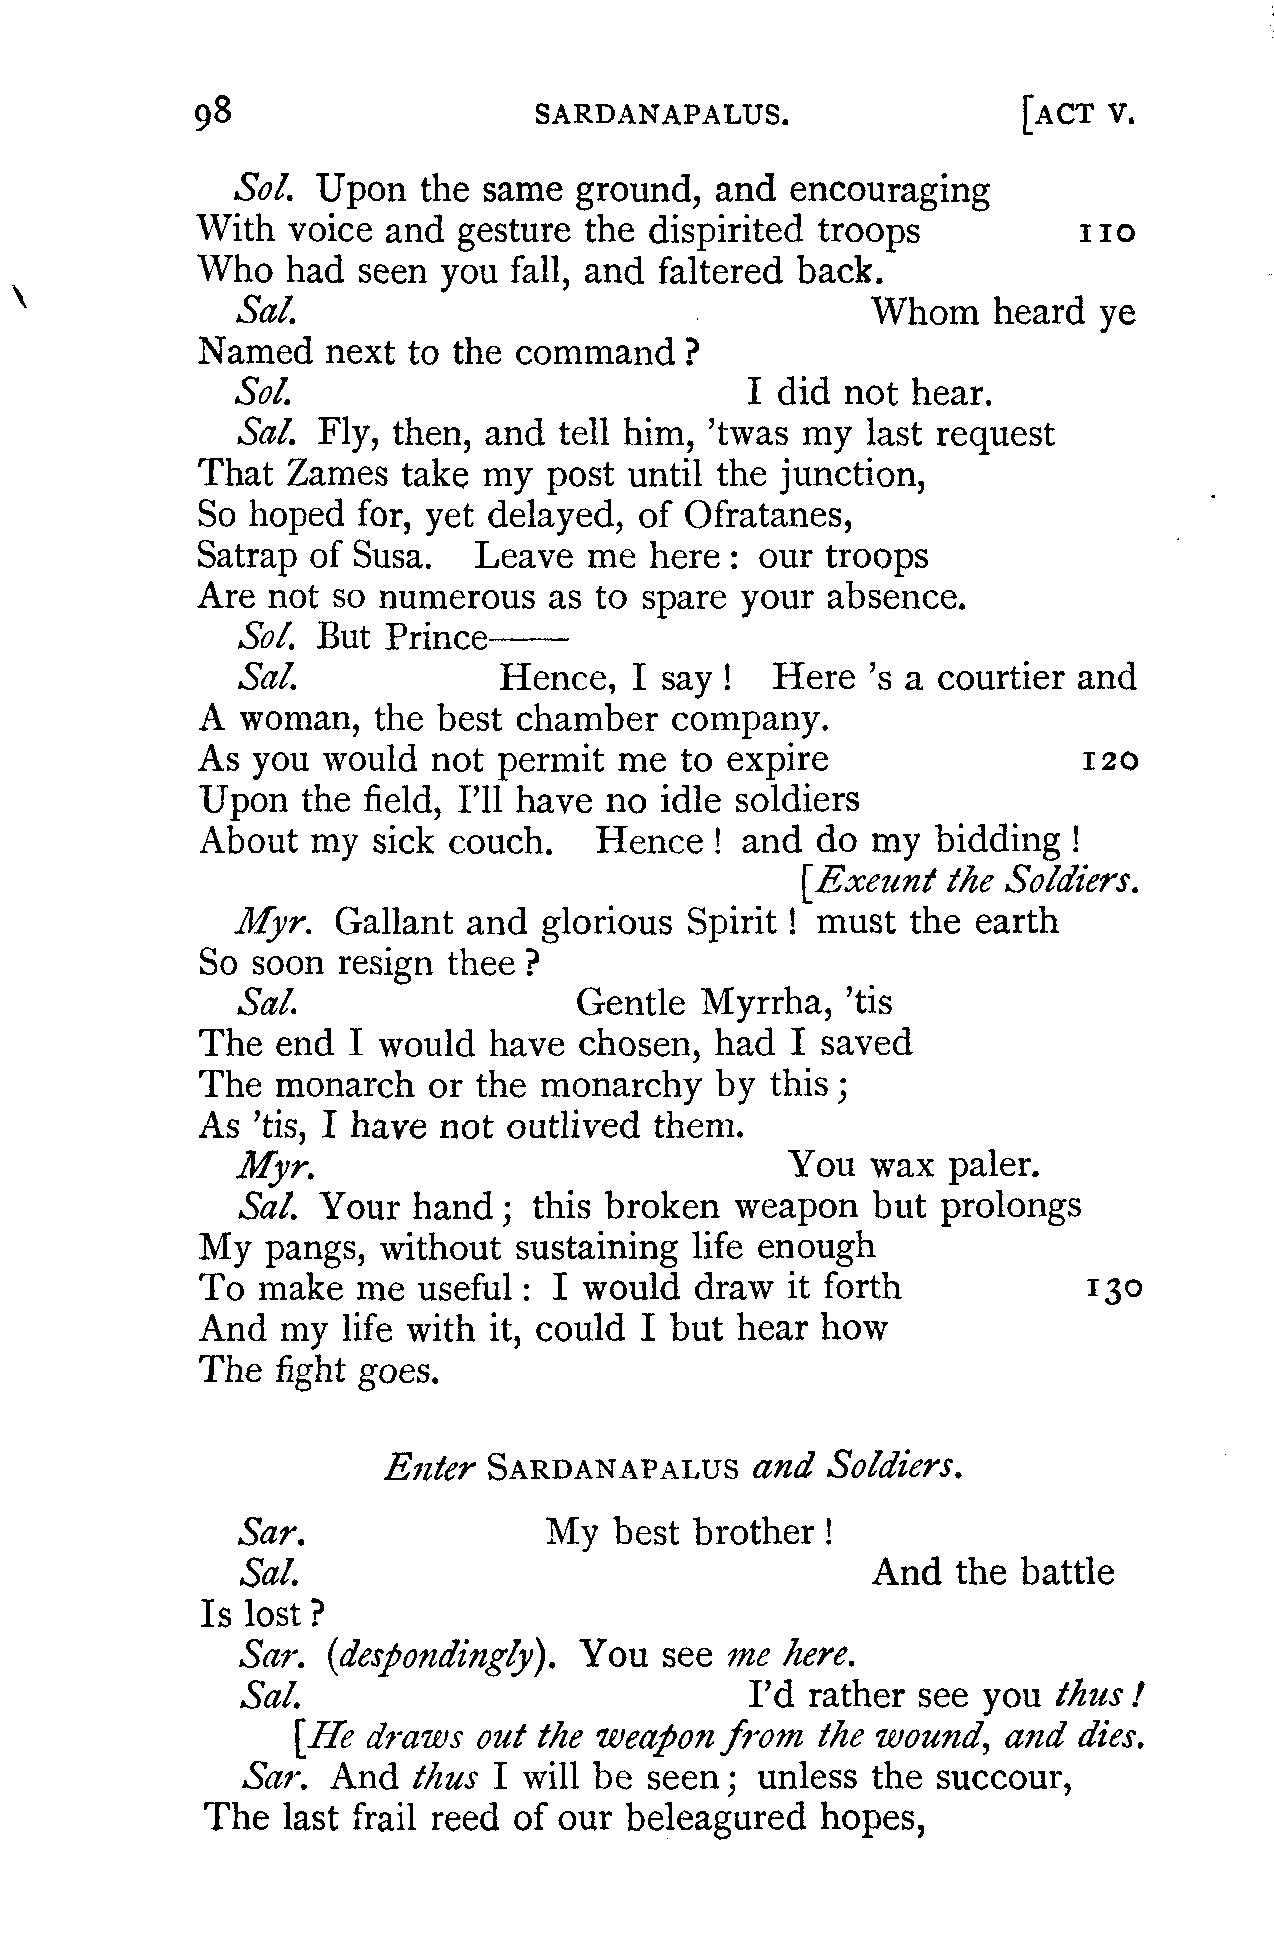 98 SARDANAPALUS. [ACT V.
Sol. Upon the same ground, and encouraging
With voice and gesture the dispirited troops 110
Who had seen you fall, and faltered back.
Sal. Whom heard ye
Named next to the command ?
Sol. I did not hear.
Sal. Fly, then, and tell him, ’twas my last request
That Zames take my post until the junction,
So hoped for, yet delayed, of Ofratanes,
Satrap of Susa. Leave me here : our troops
Are not so numerous as to spare your absence.
Sol. But Prince——
Sal. Hence, I say ! Here ’s a courtier and
A woman, the best chamber company.
As you would not permit me to expire 120
Upon the field, I’ll have no idle soldiers
About my sick couch. Hence ! and do my bidding !
[Exeunt the Soldiers.
Myr. Gallant and glorious Spirit ! must the earth
So soon resign thee ?
Sal. Gentle Myrrha, ’tis
The end I would have chosen, had I saved
The monarch or the monarchy by this ;
As ’tis, I have not outlived them.
Myr. You wax paler.
Sal. Your hand ; this broken weapon but prolongs
My pangs, without sustaining life enough
To make me useful : I would draw it forth 130
And my life with it, could I but hear how
The fight goes.
Enter SARDANAPALUS and Soldiers.
Sar. My best brother !
Sal. And the battle
Is lost ?
Sar. (despondingly). You see me here.
Sal. I’d rather see you thus !
[He draws out the weapon from the wound, and dies.
Sar. And thus I will be seen ; unless the succour,
The last frail reed of our beleagured hopes,